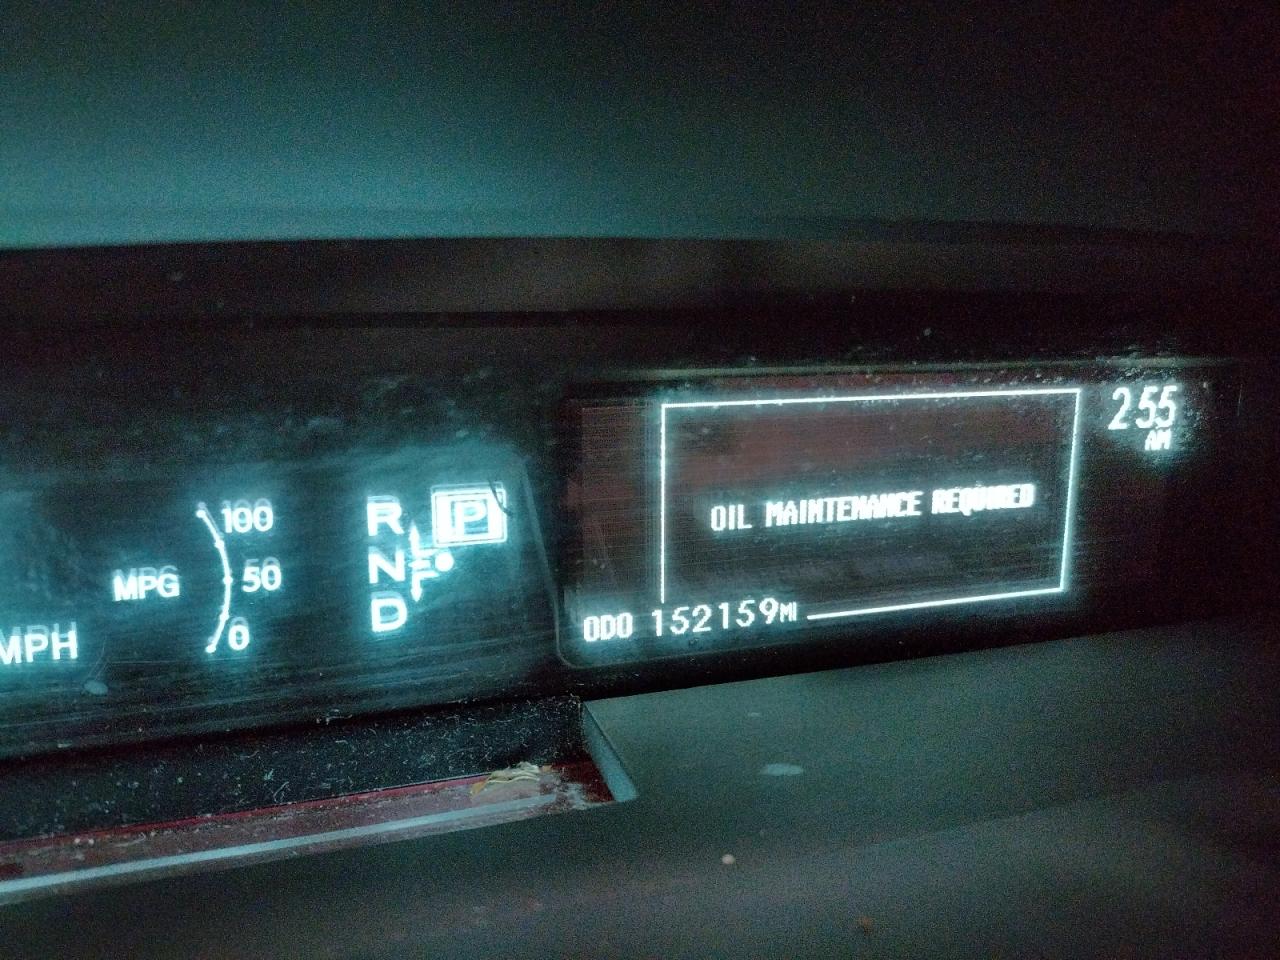 100
MPG 50
0
MPH
R P
N
D
OIL MAINTENANCE REQUIRED
ODO 152159MI
2:55
AM